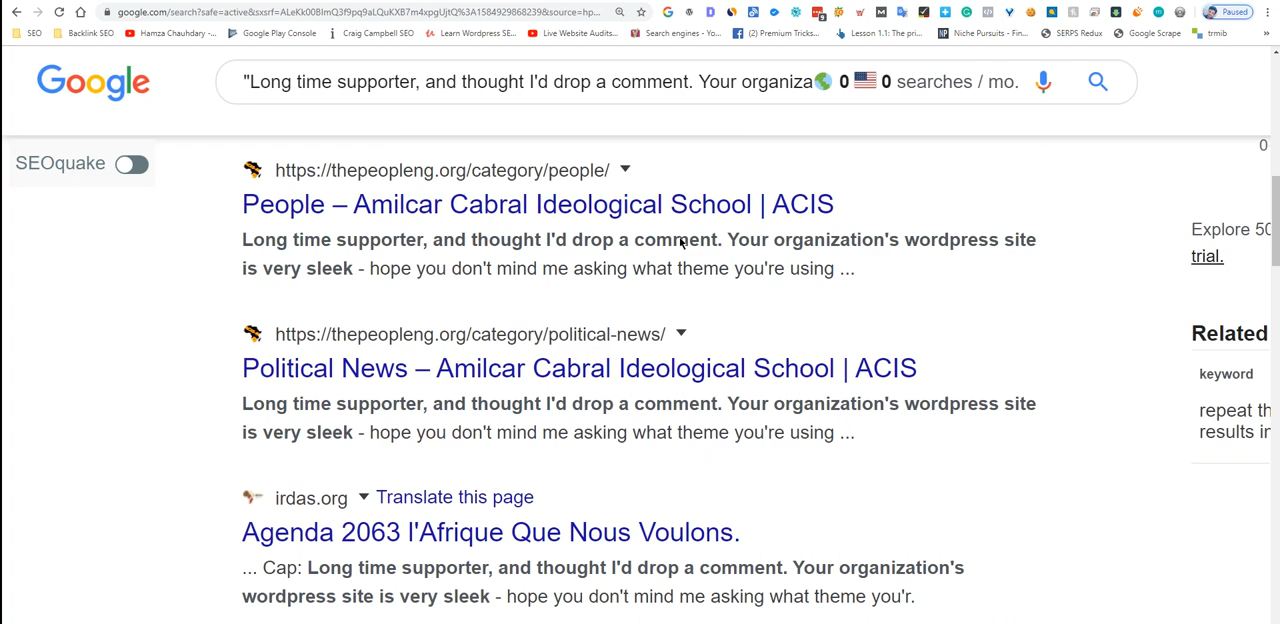 google.com/search?safe=active&sxsrf=ALeKk00BlmQ3f9pq9aLQuKXB7m4xpgUjtQ%3A1584929868239&source=hp... Paused
SEO Backlink SEO Hamza Chauhdary -... Google Play Console Craig Campbell SEO Learn Wordpress SE... Live Website Audits... Search engines - Yo... (2) Premium Tricks... Lesson 1.1: The pri... Niche Pursuits - Fin... SERPS Redux Google Scrape trmib »
Google "Long time supporter, and thought I'd drop a comment. Your organiza 0 0 searches / mo.
SEOquake
0
https://thepeopleng.org/category/people/
People – Amilcar Cabral Ideological School | ACIS
Long time supporter, and thought I'd drop a comment. Your organization's wordpress site
is very sleek - hope you don't mind me asking what theme you're using ...
Explore 50
trial.
https://thepeopleng.org/category/political-news/
Political News – Amilcar Cabral Ideological School | ACIS
Long time supporter, and thought I'd drop a comment. Your organization's wordpress site
is very sleek - hope you don't mind me asking what theme you're using ...
Related
keyword
repeat th
results in
irdas.org Translate this page
Agenda 2063 l'Afrique Que Nous Voulons.
... Cap: Long time supporter, and thought I'd drop a comment. Your organization's
wordpress site is very sleek - hope you don't mind me asking what theme you'r.